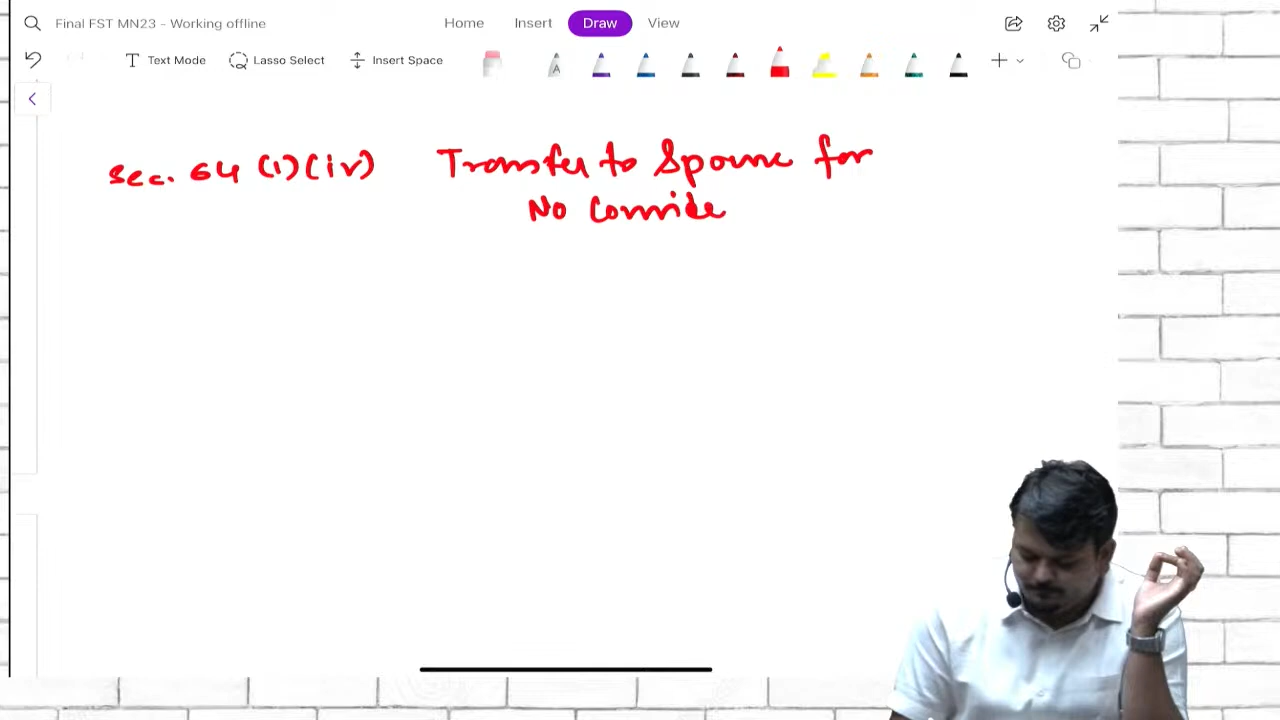 Final FST MN23 - Working offline
Home Insert Draw View
Text Mode Lasso Select Insert Space
A
Sec. 64 (1)(iv) Transfer to Spouse for
No Conside